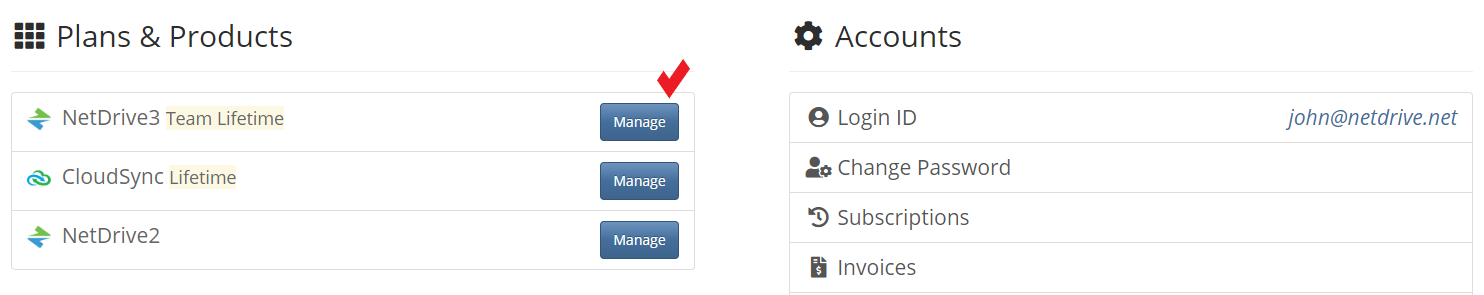 Plans & Products
NetDrive3 Team Lifetime Manage
CloudSync Lifetime Manage
NetDrive2 Manage
Accounts
Login ID john@netdrive.net
Change Password
Subscriptions
Invoices